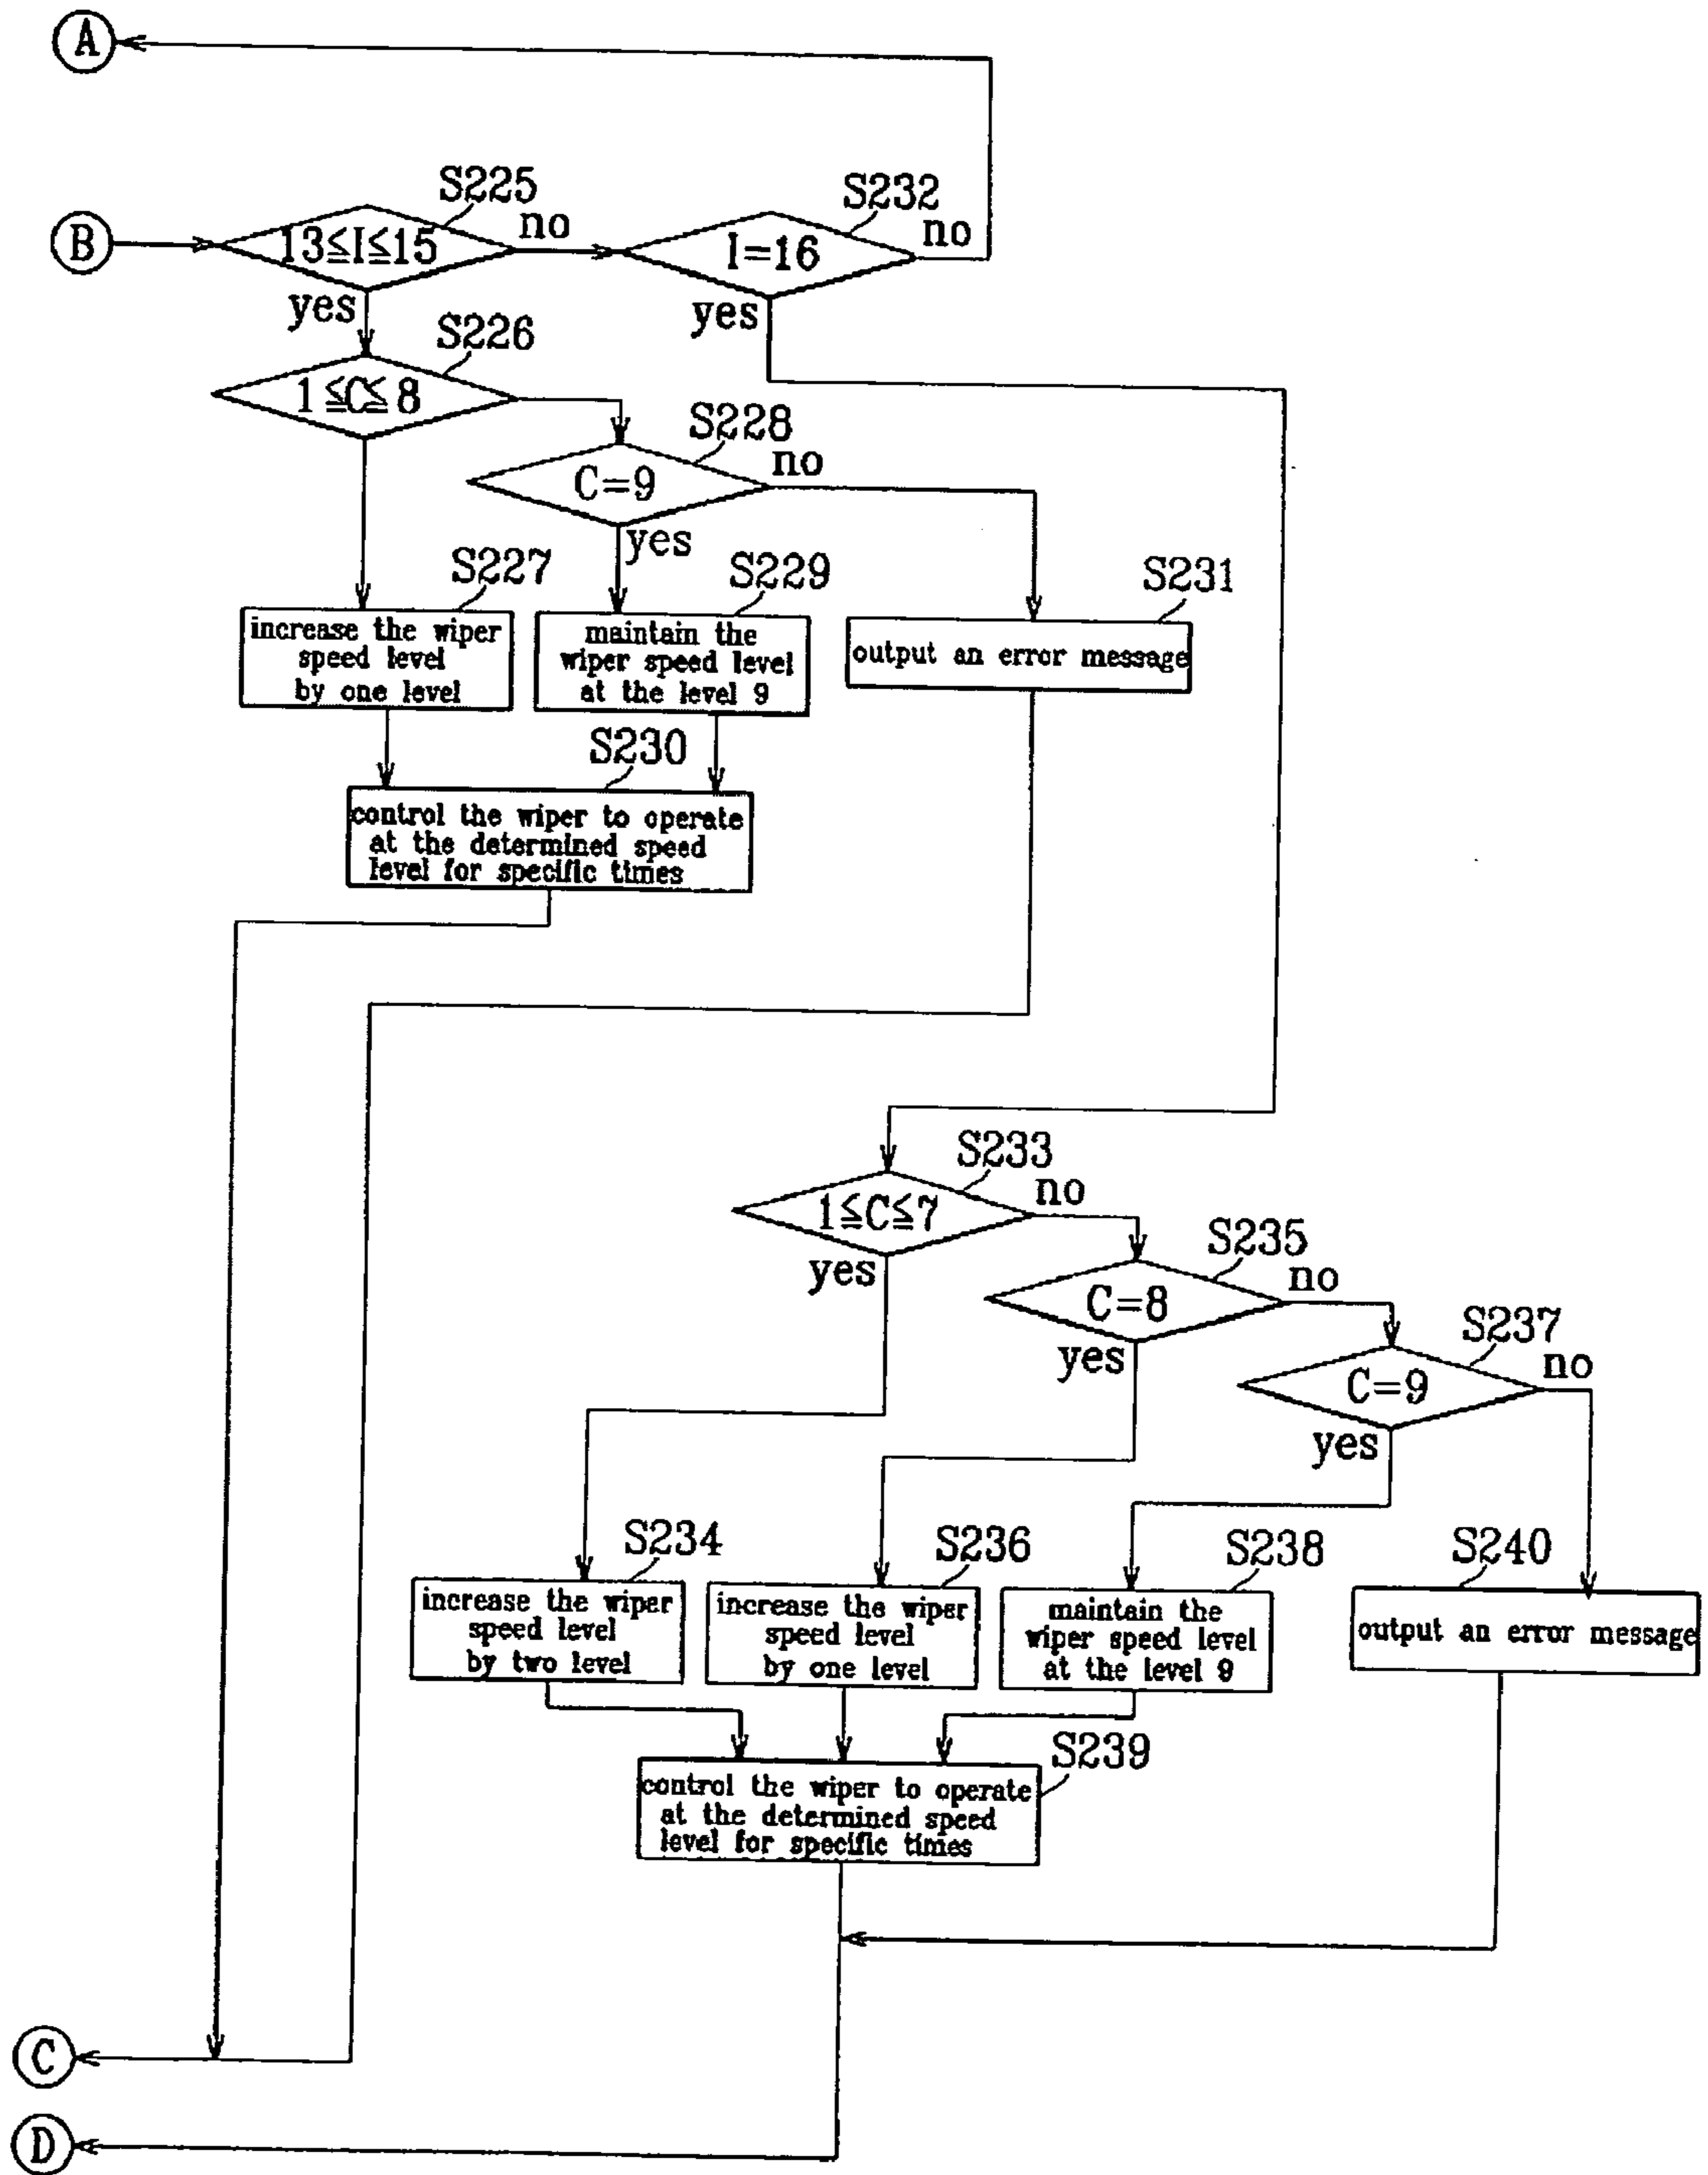 A
S225
S232
B
13≦I≦15
no
I=16
no
yes
yes
S226
1≦C≦8
S228
C=9
no
yes
S227
S229
S231
increase the wiper
speed level
by one level
maintain the
wiper speed level
at the level 9
output an error message
S230
control the wiper to operate
at the determined speed
level for specific times
S233
1≦C≦7
no
yes
S235
C=8
no
yes
S237
C=9
no
yes
S234
S236
S238
S240
increase the wiper
speed level
by two level
increase the wiper
speed level
by one level
maintain the
wiper speed level
at the level 9
output an error message
S239
control the wiper to operate
at the determined speed
level for specific times
C
D